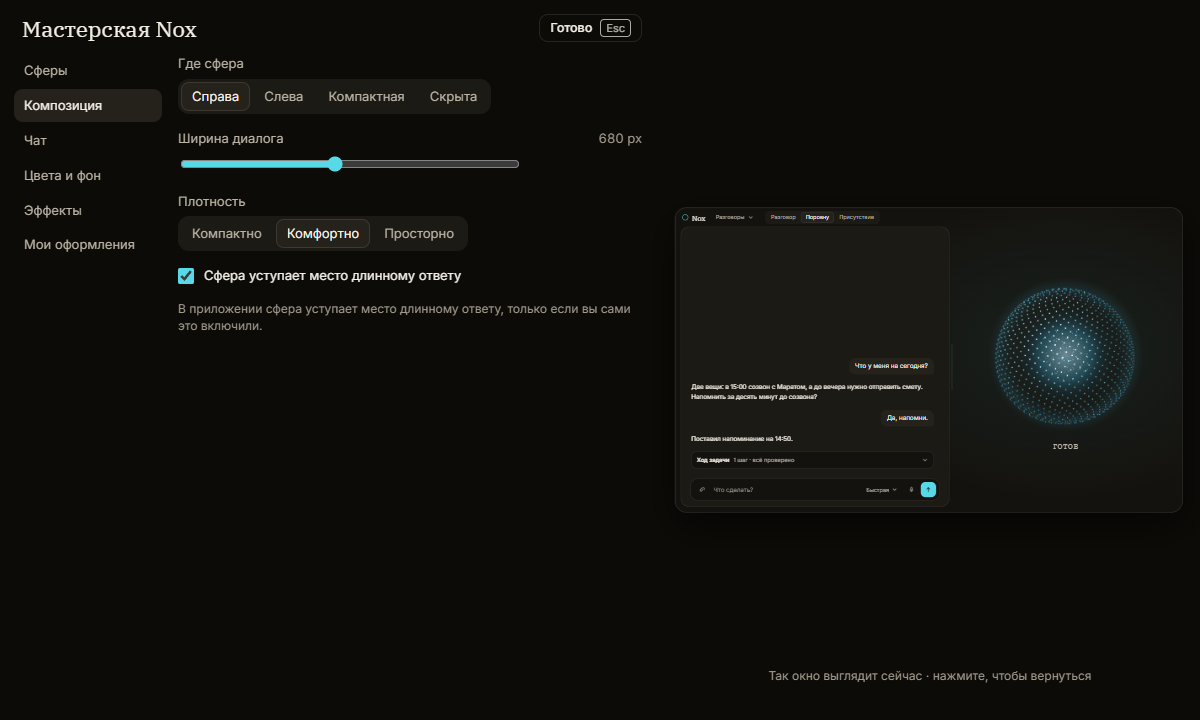 Мастерская Nox
Готово Esc
Сферы
Композиция
Чат
Цвета и фон
Эффекты
Мои оформления
Где сфера
Справа Слева Компактная Скрыта
Ширина диалога 680 px
Плотность
Компактно Комфортно Просторно
Сфера уступает место длинному ответу
В приложении сфера уступает место длинному ответу, только если вы сами
это включили.
Nox Разговоры Разговор Поровну Присутствие
Что у меня на сегодня?
Две вещи: в 15:00 созвон с Маратом, а до вечера нужно отправить смету.
Напомнить за десять минут до созвона?
Да, напомни.
Поставил напоминание на 14:50.
Ход задачи 1 шаг · всё проверено
Что сделать? Быстрая
ГОТОВ
Так окно выглядит сейчас · нажмите, чтобы вернуться